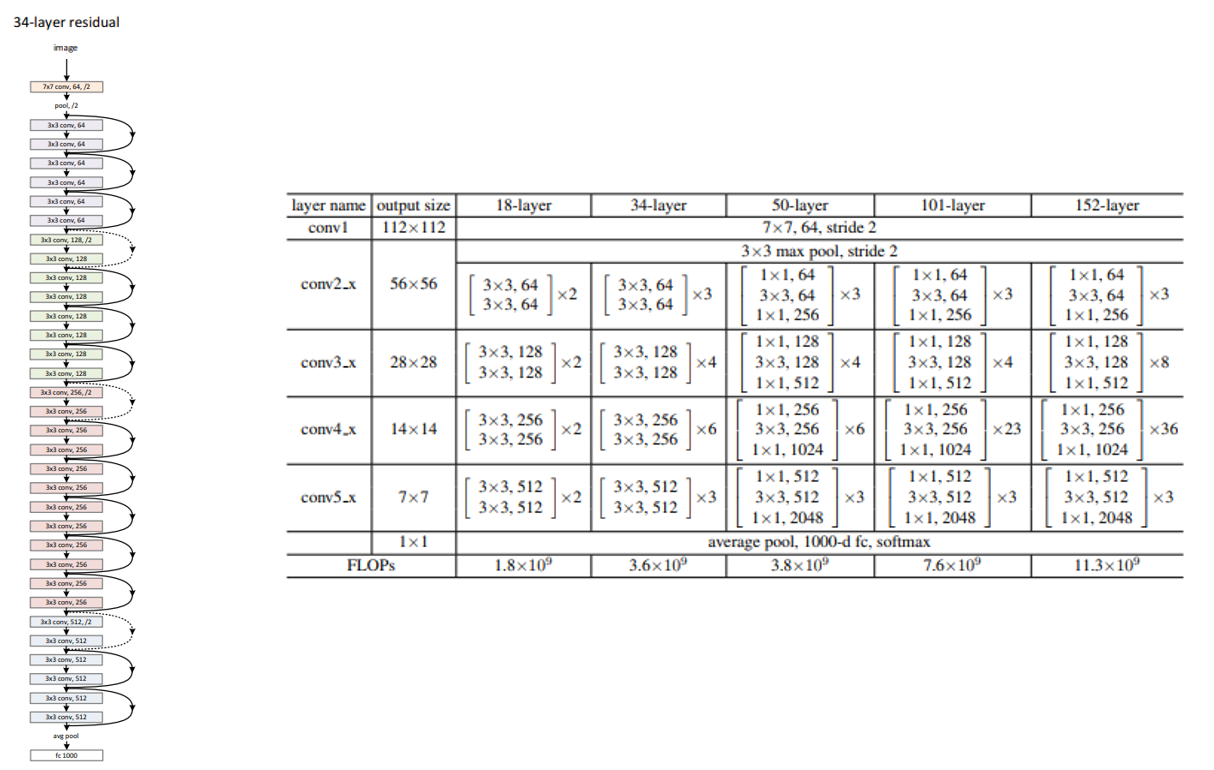 34-layer residual
image
7x7 conv, 64, /2
pool, /2
3x3 conv, 64
3x3 conv, 64
3x3 conv, 64
3x3 conv, 64
3x3 conv, 64
3x3 conv, 64
3x3 conv, 128, /2
3x3 conv, 128
3x3 conv, 128
3x3 conv, 128
3x3 conv, 128
3x3 conv, 128
3x3 conv, 128
3x3 conv, 128
3x3 conv, 256, /2
3x3 conv, 256
3x3 conv, 256
3x3 conv, 256
3x3 conv, 256
3x3 conv, 256
3x3 conv, 256
3x3 conv, 256
3x3 conv, 256
3x3 conv, 256
3x3 conv, 256
3x3 conv, 256
3x3 conv, 512, /2
3x3 conv, 512
3x3 conv, 512
3x3 conv, 512
3x3 conv, 512
3x3 conv, 512
avg pool
fc 1000
layer name output size 18-layer 34-layer 50-layer 101-layer 152-layer
conv1 112×112 7×7, 64, stride 2
3×3 max pool, stride 2
conv2_x 56×56 [3×3, 64 3×3, 64]×2 [3×3, 64 3×3, 64]×3 [1×1, 64 3×3, 64 1×1, 256]×3 [1×1, 64 3×3, 64 1×1, 256]×3 [1×1, 64 3×3, 64 1×1, 256]×3
conv3_x 28×28 [3×3, 128 3×3, 128]×2 [3×3, 128 3×3, 128]×4 [1×1, 128 3×3, 128 1×1, 512]×4 [1×1, 128 3×3, 128 1×1, 512]×4 [1×1, 128 3×3, 128 1×1, 512]×8
conv4_x 14×14 [3×3, 256 3×3, 256]×2 [3×3, 256 3×3, 256]×6 [1×1, 256 3×3, 256 1×1, 1024]×6 [1×1, 256 3×3, 256 1×1, 1024]×23 [1×1, 256 3×3, 256 1×1, 1024]×36
conv5_x 7×7 [3×3, 512 3×3, 512]×2 [3×3, 512 3×3, 512]×3 [1×1, 512 3×3, 512 1×1, 2048]×3 [1×1, 512 3×3, 512 1×1, 2048]×3 [1×1, 512 3×3, 512 1×1, 2048]×3
1×1 average pool, 1000-d fc, softmax
FLOPs 1.8×10⁹ 3.6×10⁹ 3.8×10⁹ 7.6×10⁹ 11.3×10⁹